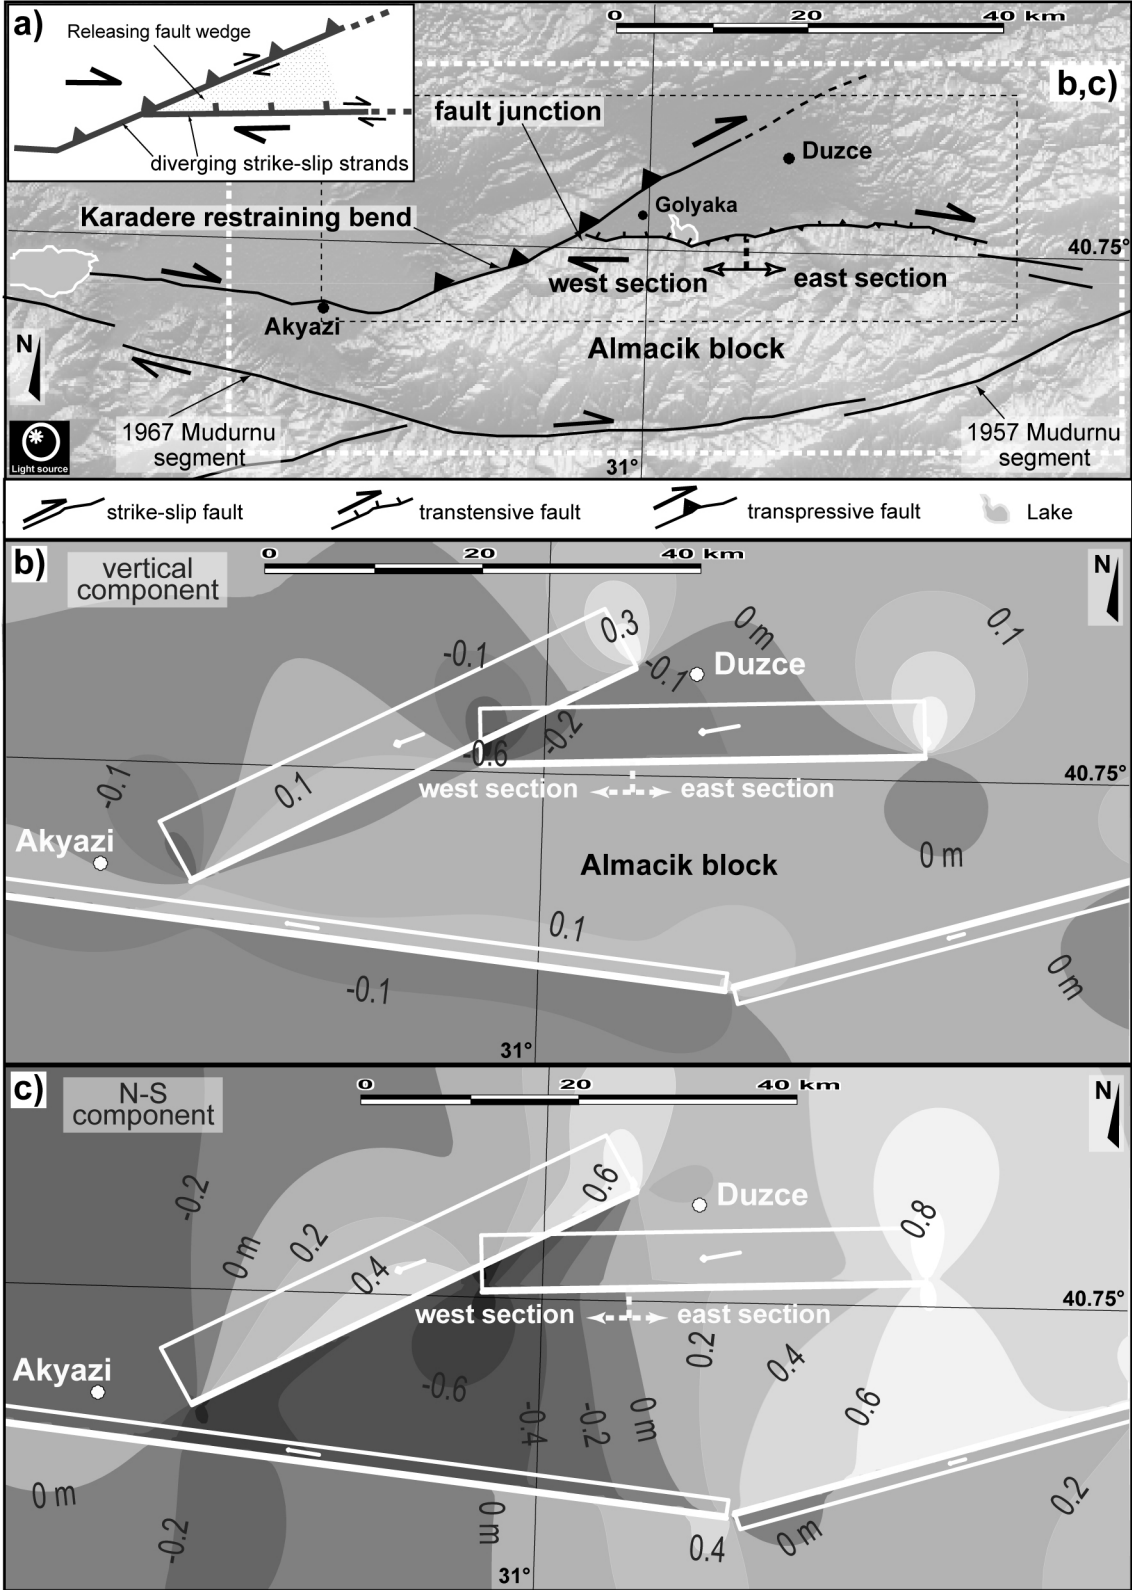 a)
Releasing fault wedge
diverging strike-slip strands
0 20 40 km
b,c)
fault junction
Duzce
Karadere restraining bend
Golyaka
40.75°
west section
east section
Akyazi
Almacik block
N
1967 Mudurnu
segment
1957 Mudurnu
segment
Light source
31°
strike-slip fault
transtensive fault
transpressive fault
Lake
b)
vertical
component
0 20 40 km
N
0.3
0 m
0.1
-0.1
-0.1
Duzce
-0.2
-0.6
40.75°
-0.1
0.1
west section
east section
Akyazi
0 m
Almacik block
0.1
-0.1
0 m
31°
c)
N-S
component
0 20 40 km
N
-0.2
0.6
Duzce
0 m
0.2
0.8
0.4
40.75°
west section
east section
Akyazi
0.2
0.4
-0.6
0.6
-0.4
-0.2
0 m
0 m
0.2
-0.2
0 m
0.4
0 m
31°